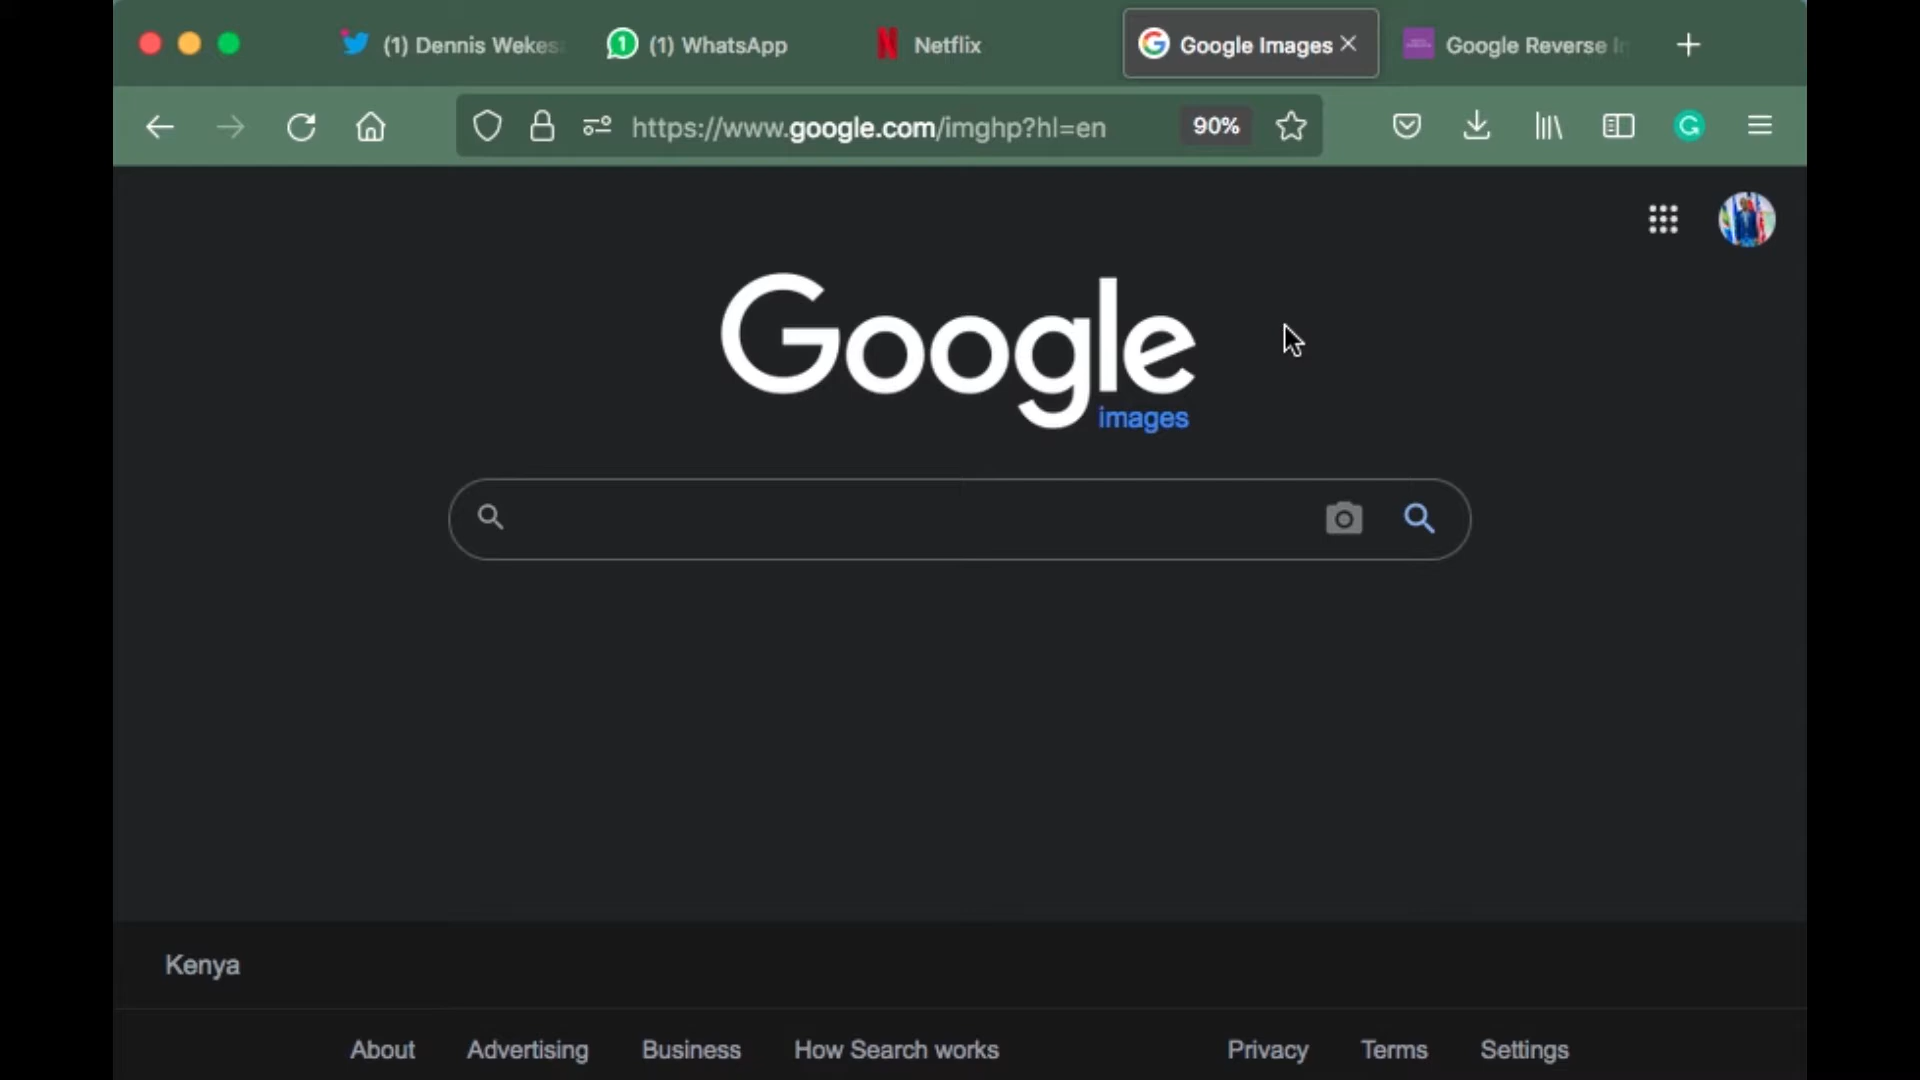 (1) Dennis Wekes
1 (1) WhatsApp
Netflix
Google Images
Google Reverse
https://www.google.com/imghp?hl=en
90%
Google
images
Kenya
About Advertising Business How Search works Privacy Terms Settings